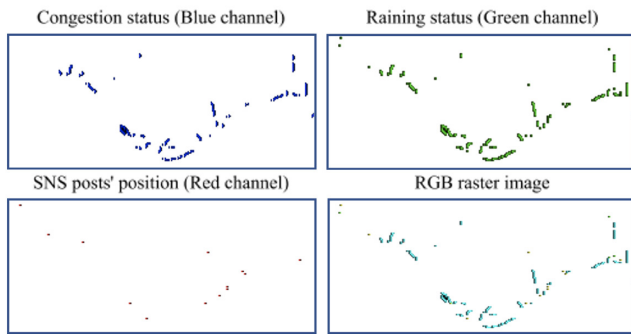 Congestion status (Blue channel)
Raining status (Green channel)
SNS posts' position (Red channel)
RGB raster image